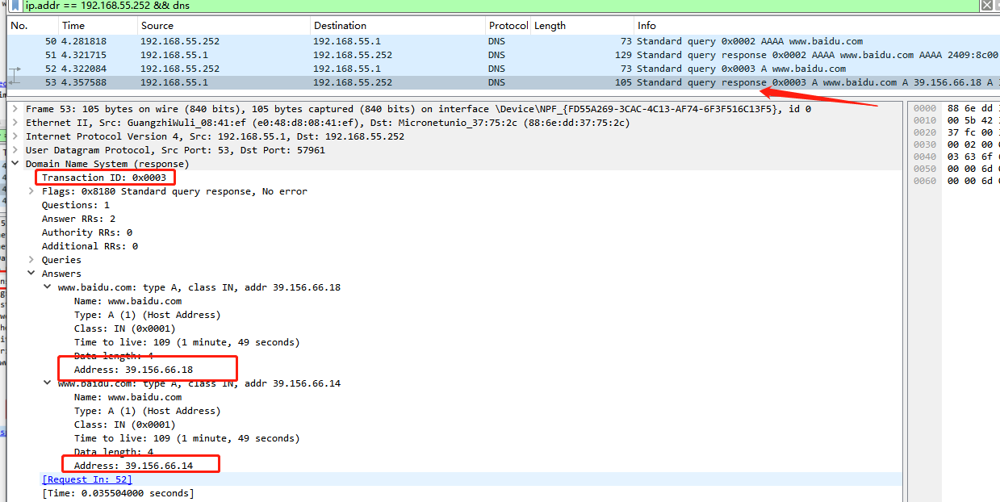 ip.addr == 192.168.55.252 && dns
No. Time Source Destination Protocol Length Info
50 4.281818 192.168.55.252 192.168.55.1 DNS 73 Standard query 0x0002 AAAA www.baidu.com
51 4.321715 192.168.55.1 192.168.55.252 DNS 129 Standard query response 0x0002 AAAA www.baidu.com AAAA 2409:8c00
52 4.322084 192.168.55.252 192.168.55.1 DNS 73 Standard query 0x0003 A www.baidu.com
53 4.357588 192.168.55.1 192.168.55.252 DNS 105 Standard query response 0x0003 A www.baidu.com A 39.156.66.18 A
Frame 53: 105 bytes on wire (840 bits), 105 bytes captured (840 bits) on interface \Device\NPF_{FD55A269-3CAC-4C13-AF74-6F3F516C13F5}, id 0
Ethernet II, Src: GuangzhiWuli_08:41:ef (e0:48:d8:08:41:ef), Dst: Micronetunio_37:75:2c (88:6e:dd:37:75:2c)
Internet Protocol Version 4, Src: 192.168.55.1, Dst: 192.168.55.252
User Datagram Protocol, Src Port: 53, Dst Port: 57961
Domain Name System (response)
Transaction ID: 0x0003
Flags: 0x8180 Standard query response, No error
Questions: 1
Answer RRs: 2
Authority RRs: 0
Additional RRs: 0
Queries
Answers
www.baidu.com: type A, class IN, addr 39.156.66.18
Name: www.baidu.com
Type: A (1) (Host Address)
Class: IN (0x0001)
Time to live: 109 (1 minute, 49 seconds)
Data length: 4
Address: 39.156.66.18
www.baidu.com: type A, class IN, addr 39.156.66.14
Name: www.baidu.com
Type: A (1) (Host Address)
Class: IN (0x0001)
Time to live: 109 (1 minute, 49 seconds)
Data length: 4
Address: 39.156.66.14
[Request In: 52]
[Time: 0.035504000 seconds]
0000 88 6e dd
0010 00 5b 42
0020 37 fc 00
0030 00 02 00
0040 03 63 6f
0050 00 00 6d
0060 00 00 6d